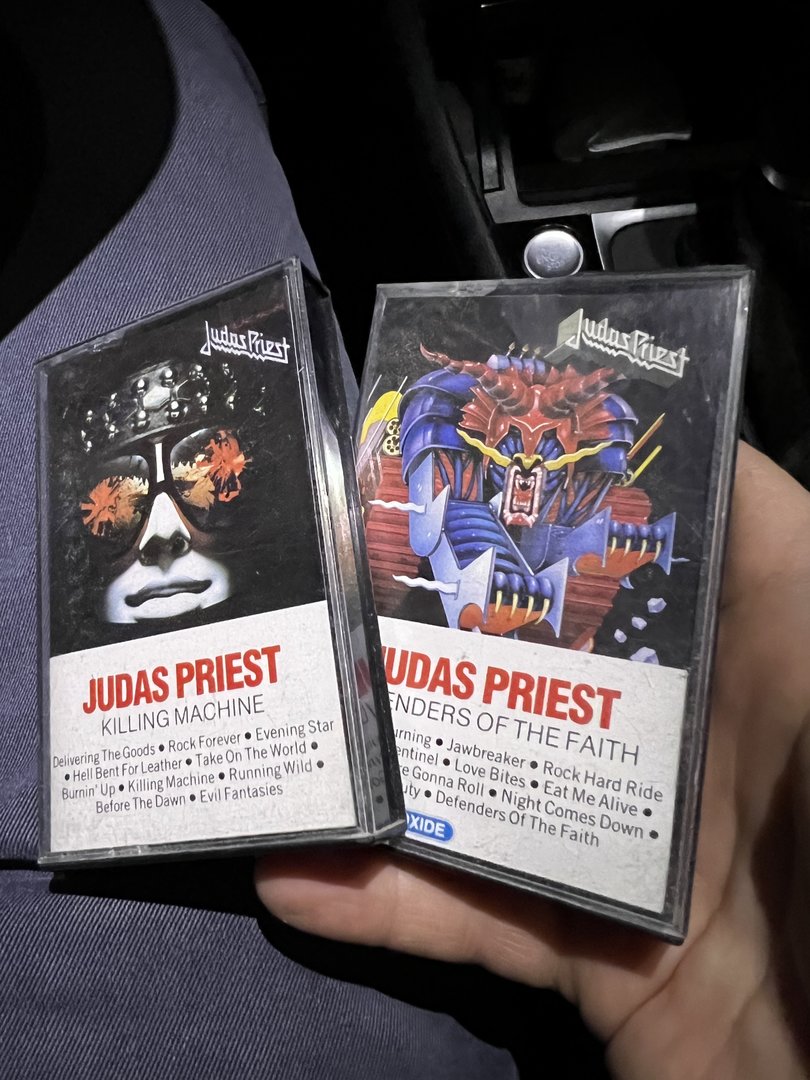 Judas Priest
JUDAS PRIEST
KILLING MACHINE
Delivering The Goods • Rock Forever • Evening Star
• Hell Bent For Leather • Take On The World •
Burnin' Up • Killing Machine • Running Wild •
Before The Dawn • Evil Fantasies
Judas Priest
JUDAS PRIEST
ENDERS OF THE FAITH
urning • Jawbreaker • Rock Hard Ride
entinel • Love Bites • Eat Me Alive •
Gonna Roll • Night Comes Down •
uty • Defenders Of The Faith
OXIDE